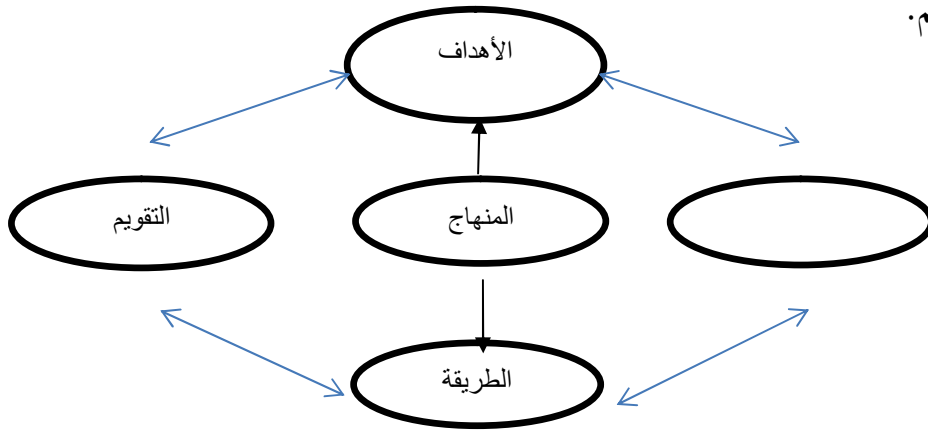 م.
الأهداف
المنهاج
التقويم
الطريقة